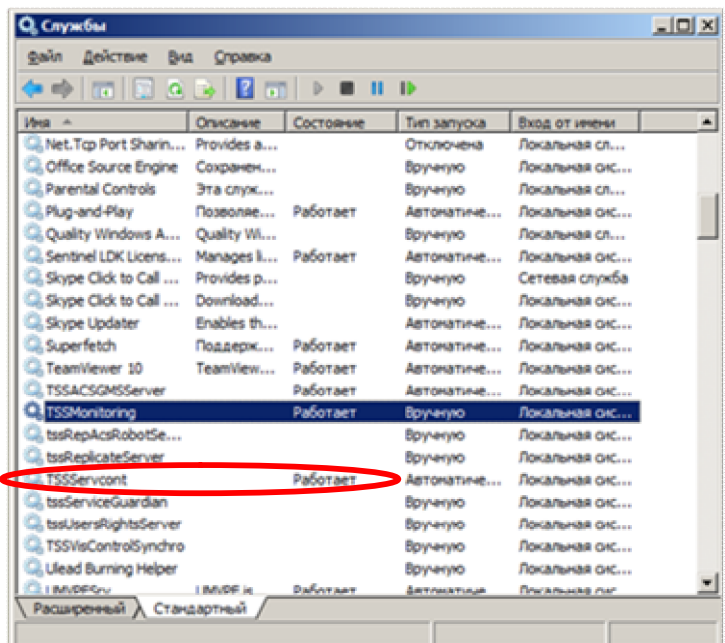 Службы
Файл Действие Вид Справка
Имя Описание Состояние Тип запуска Вход от имени
Net.Tcp Port Sharin... Provides a... Отключена Локальная сл...
Office Source Engine Сохранен... Вручную Локальная сис...
Parental Controls Эта служ... Вручную Локальная сл...
Plug-and-Play Позволяе... Работает Автоматиче... Локальная сис...
Quality Windows A... Quality Wi... Вручную Локальная сл...
Sentinel LDK Licens... Manages li... Работает Автоматиче... Локальная сис...
Skype Click to Call ... Provides p... Вручную Сетевая служба
Skype Click to Call ... Download... Вручную Локальная сис...
Skype Updater Enables th... Автоматиче... Локальная сис...
Superfetch Поддерж... Работает Автоматиче... Локальная сис...
TeamViewer 10 TeamView... Работает Автоматиче... Локальная сис...
TSSACSGMSServer Работает Автоматиче... Локальная сис...
TSSMonitoring Работает Вручную Локальная сис...
tssRepAcsRobotSe... Вручную Локальная сис...
tssReplicateServer Вручную Локальная сис...
TSSServcont Работает Автоматиче... Локальная сис...
tssServiceGuardian Вручную Локальная сис...
tssUsersRightsServer Вручную Локальная сис...
TSSVisControlSynchro Вручную Локальная сис...
Ulead Burning Helper Вручную Локальная сис...
UMVPFSrv UMVPF is Работает Автоматиче Локальная сис
Расширенный Стандартный